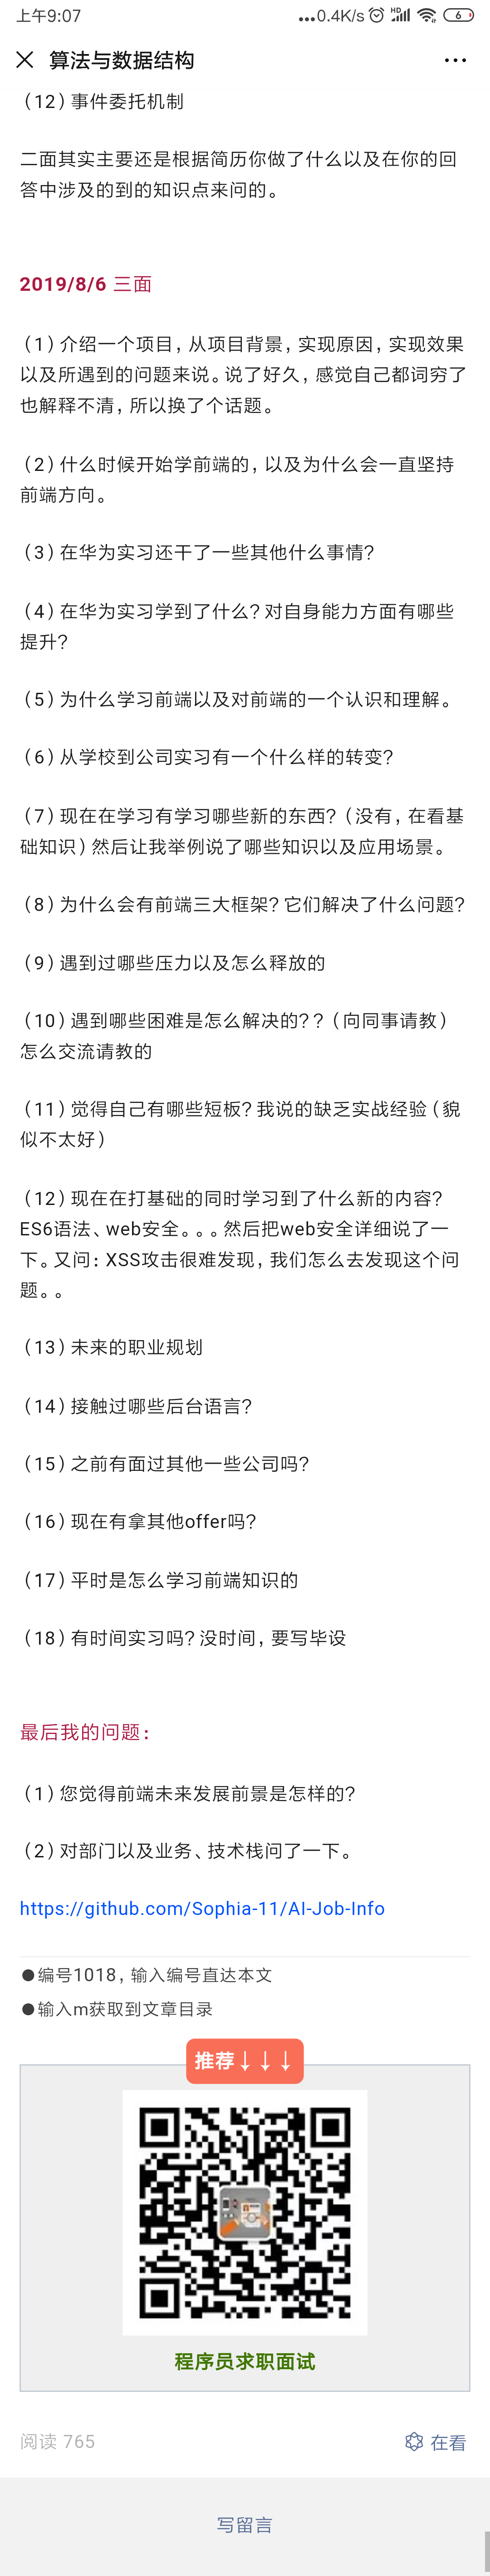 上午9:07
...0.4K/s HD 6
算法与数据结构
（12）事件委托机制
二面其实主要还是根据简历你做了什么以及在你的回
答中涉及的到的知识点来问的。
2019/8/6 三面
（1）介绍一个项目，从项目背景，实现原因，实现效果
以及所遇到的问题来说。说了好久，感觉自己都词穷了
也解释不清，所以换了个话题。
（2）什么时候开始学前端的，以及为什么会一直坚持
前端方向。
（3）在华为实习还干了一些其他什么事情？
（4）在华为实习学到了什么？对自身能力方面有哪些
提升？
（5）为什么学习前端以及对前端的一个认识和理解。
（6）从学校到公司实习有一个什么样的转变？
（7）现在在学习有学习哪些新的东西？（没有，在看基
础知识）然后让我举例说了哪些知识以及应用场景。
（8）为什么会有前端三大框架？它们解决了什么问题？
（9）遇到过哪些压力以及怎么释放的
（10）遇到哪些困难是怎么解决的？？（向同事请教）
怎么交流请教的
（11）觉得自己有哪些短板？我说的缺乏实战经验（貌
似不太好）
（12）现在在打基础的同时学习到了什么新的内容？
ES6语法、web安全。。。然后把web安全详细说了一
下。又问：XSS攻击很难发现，我们怎么去发现这个问
题。。
（13）未来的职业规划
（14）接触过哪些后台语言？
（15）之前有面过其他一些公司吗？
（16）现在有拿其他offer吗？
（17）平时是怎么学习前端知识的
（18）有时间实习吗？没时间，要写毕设
最后我的问题：
（1）您觉得前端未来发展前景是怎样的？
（2）对部门以及业务、技术栈问了一下。
https://github.com/Sophia-11/AI-Job-Info
●编号1018，输入编号直达本文
●输入m获取到文章目录
推荐↓↓↓
程序员求职面试
阅读 765
在看
写留言